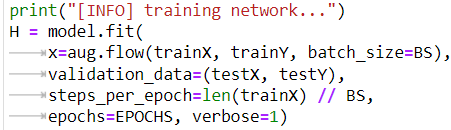 print("[INFO] training network...")
H = model.fit(
x=aug.flow(trainX, trainY, batch_size=BS),
validation_data=(testX, testY),
steps_per_epoch=len(trainX) // BS,
epochs=EPOCHS, verbose=1)